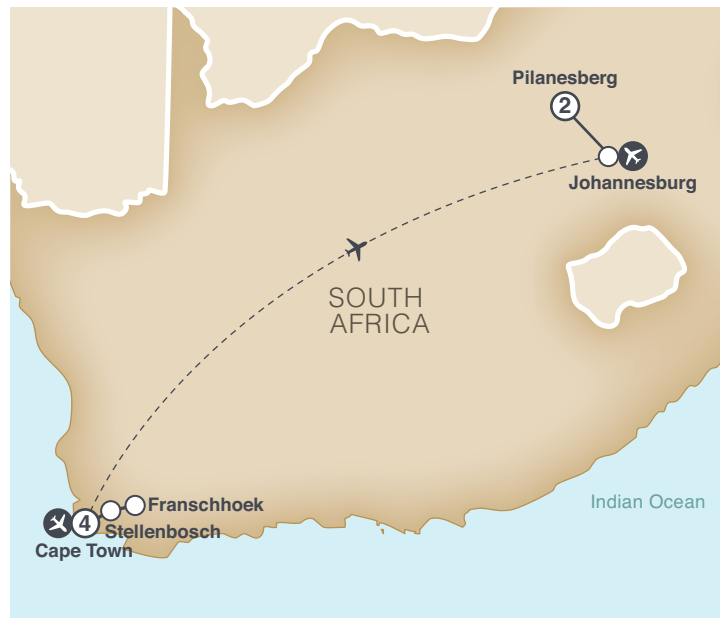 Pilanesberg
2
Johannesburg
SOUTH
AFRICA
Indian Ocean
Franschhoek
4
Stellenbosch
Cape Town